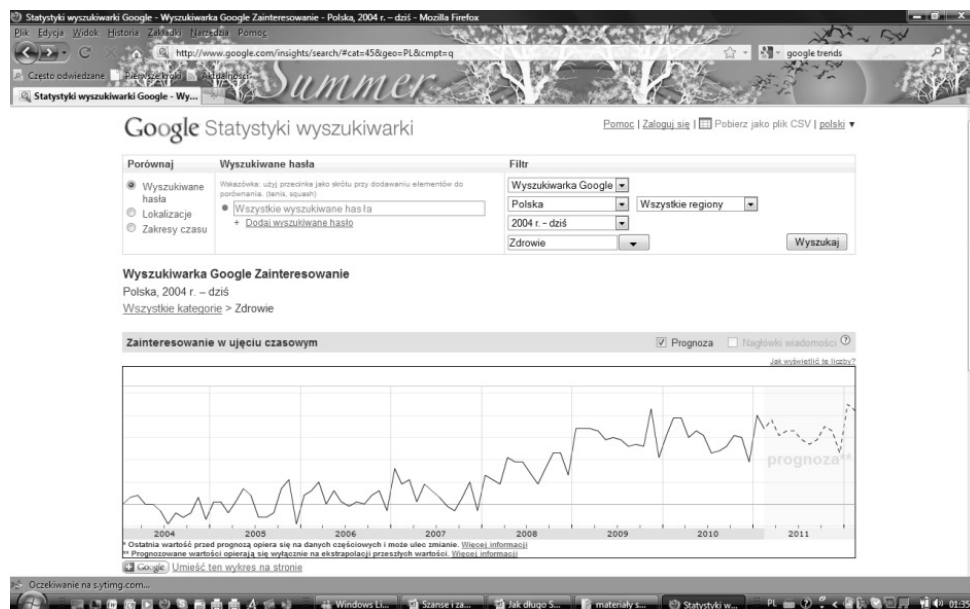 Statystyki wyszukiwarki Google - Wyszukiwarka Google Zainteresowanie - Polska, 2004 r. – dziś - Mozilla Firefox
Plik Edycja Widok Historia Zakładki Narzędzia Pomoc
http://www.google.com/insights/search/#cat=45&geo=PL&cmpt=q
google trends
Często odwiedzane Pierwsze kroki Aktualności
Summer
Statystyki wyszukiwarki Google - Wy...
Google Statystyki wyszukiwarki
Pomoc | Zaloguj się | Pobierz jako plik CSV | polski ▼
Porównaj Wyszukiwane hasła Filtr
Wyszukiwane hasła
Lokalizacje
Zakresy czasu
Wskazówka: użyj przecinka jako skrótu przy dodawaniu elementów do
porównania. (tenis, squash)
Wszystkie wyszukiwane hasła
+ Dodaj wyszukiwane hasło
Wyszukiwarka Google
Polska Wszystkie regiony
2004 r. – dziś
Zdrowie Wyszukaj
Wyszukiwarka Google Zainteresowanie
Polska, 2004 r. – dziś
Wszystkie kategorie > Zdrowie
Zainteresowanie w ujęciu czasowym Prognoza Nagłówki wiadomości ?
Jak wyświetlić te liczby?
prognoza**
2004 2005 2006 2007 2008 2009 2010 2011
* Ostatnia wartość przed prognozą opiera się na danych częściowych i może ulec zmianie. Więcej informacji
** Prognozowane wartości opierają się wyłącznie na ekstrapolacji przeszłych wartości. Więcej informacji
Google Umieść ten wykres na stronie
Oczekiwanie na s.ytimg.com...
Windows Li... Szanse i za... Jak długo S... materiały s... Statystyki w... PL 01:35